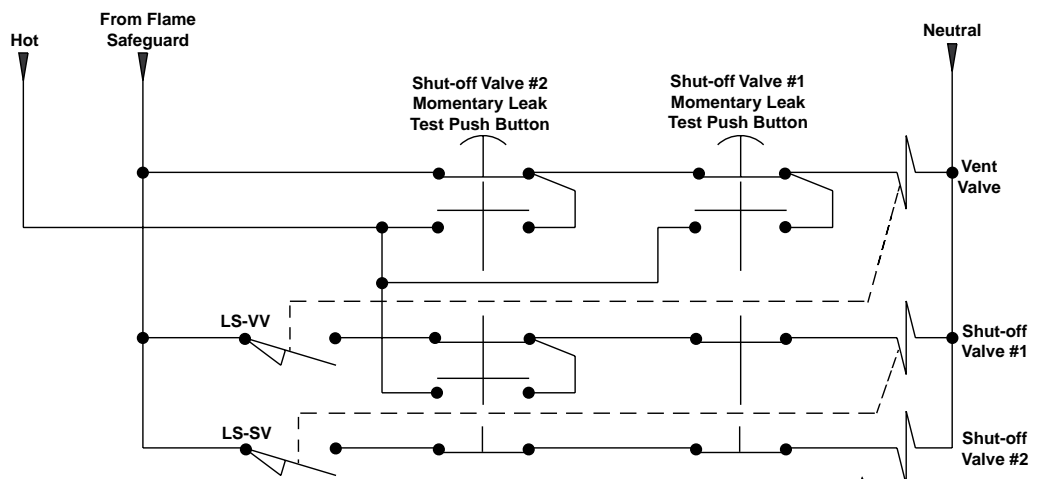 Hot
From Flame
Safeguard
Neutral
Shut-off Valve #2
Momentary Leak
Test Push Button
Shut-off Valve #1
Momentary Leak
Test Push Button
Vent
Valve
LS-VV
Shut-off
Valve #1
LS-SV
Shut-off
Valve #2